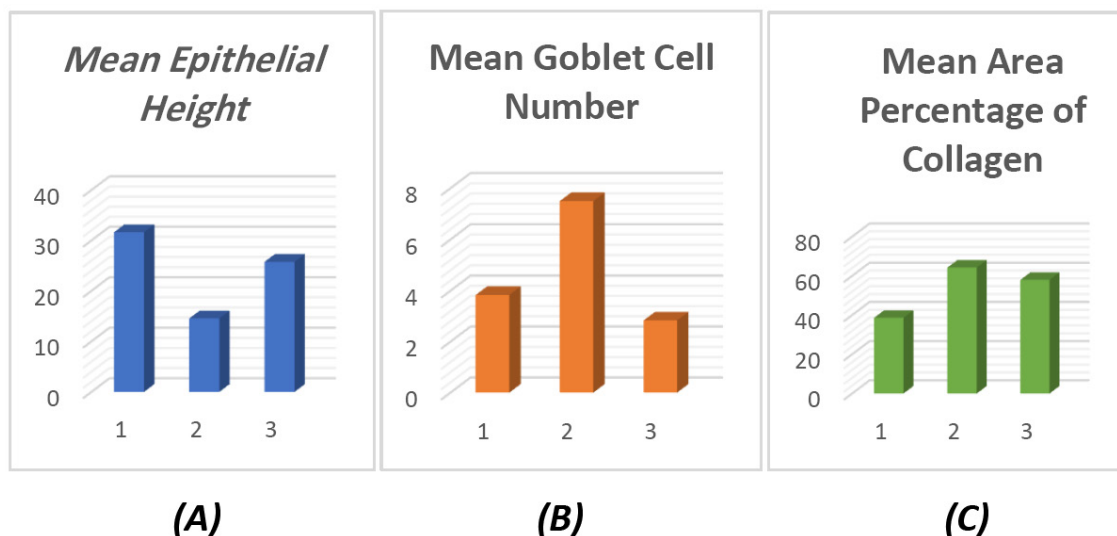 Mean Epithelial
Height
40
30
20
10
0
1 2 3
(A)
Mean Goblet Cell
Number
8
6
4
2
0
1 2 3
(B)
Mean Area
Percentage of
Collagen
80
60
40
20
0
1 2 3
(C)